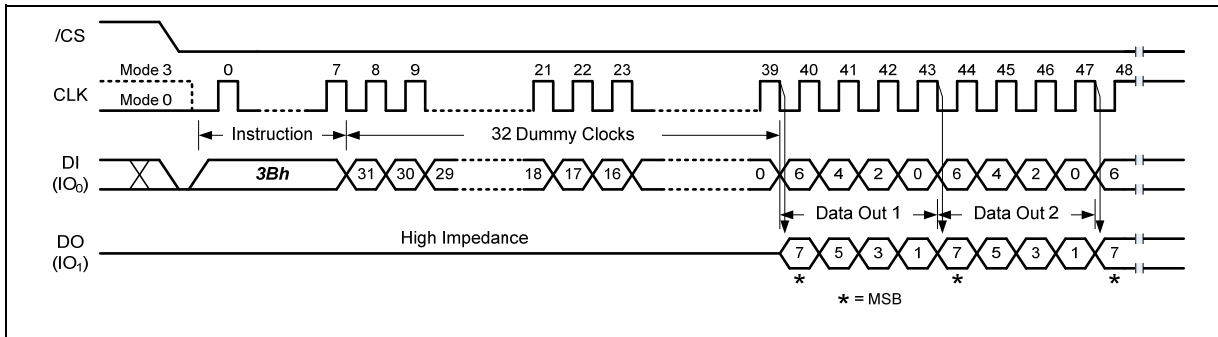 /CS
Mode 3 0 7 8 9 21 22 23 39 40 41 42 43 44 45 46 47 48
CLK
Mode 0
Instruction 32 Dummy Clocks
DI
(IO₀)
3Bh 31 30 29 18 17 16 0 6 4 2 0 6 4 2 0 6
Data Out 1 Data Out 2
High Impedance
DO
(IO₁)
7 5 3 1 7 5 3 1 7
* * *
* = MSB